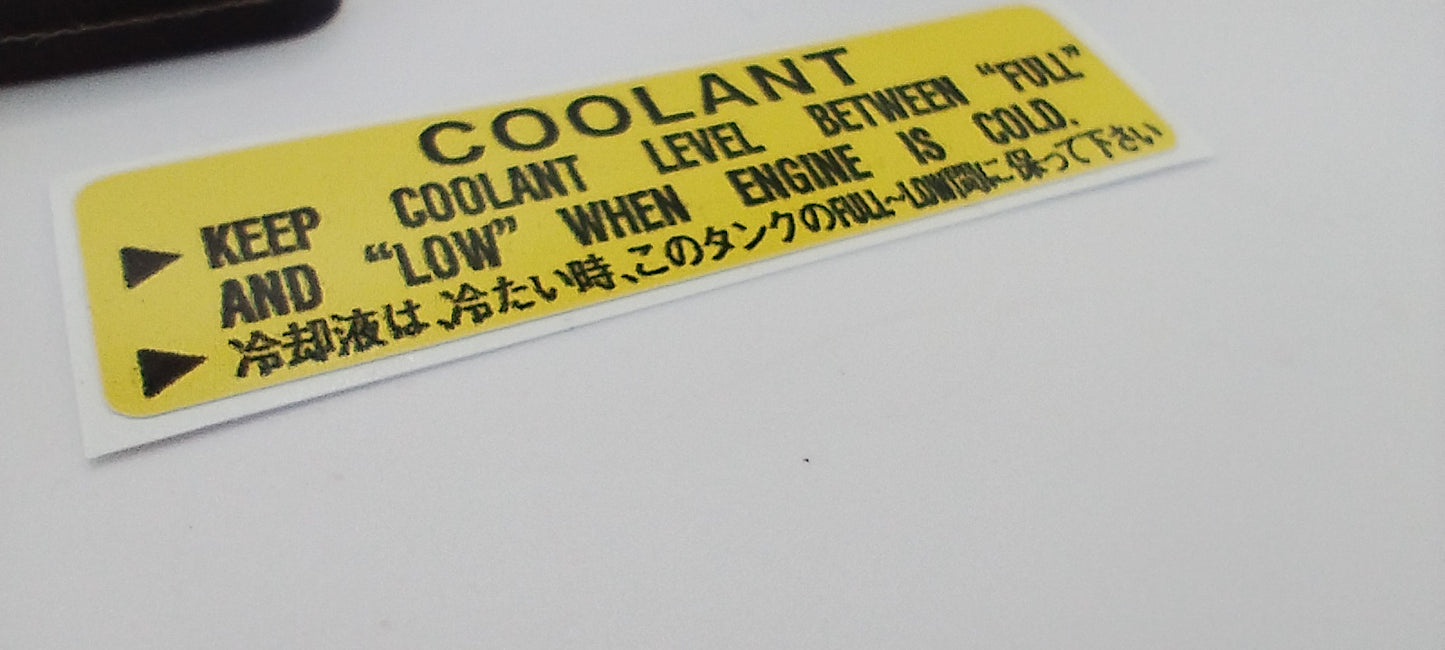 COOLANT
▶ KEEP COOLANT LEVEL BETWEEN “FULL”
AND “LOW” WHEN ENGINE IS COLD.
▶ 冷却液は、冷たい時、このタンクのFULL~LOW間に保って下さい